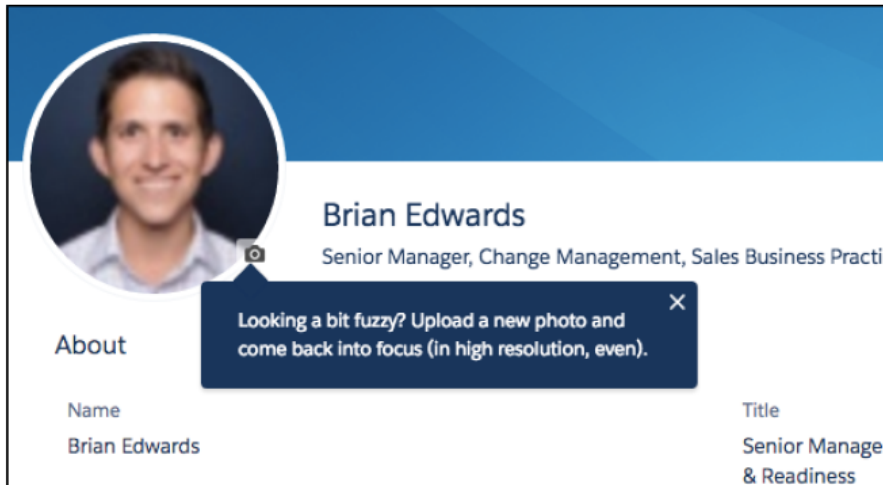 Brian Edwards
Senior Manager, Change Management, Sales Business Practi
Looking a bit fuzzy? Upload a new photo and
come back into focus (in high resolution, even).
About
Name
Brian Edwards
Title
Senior Manage
& Readiness